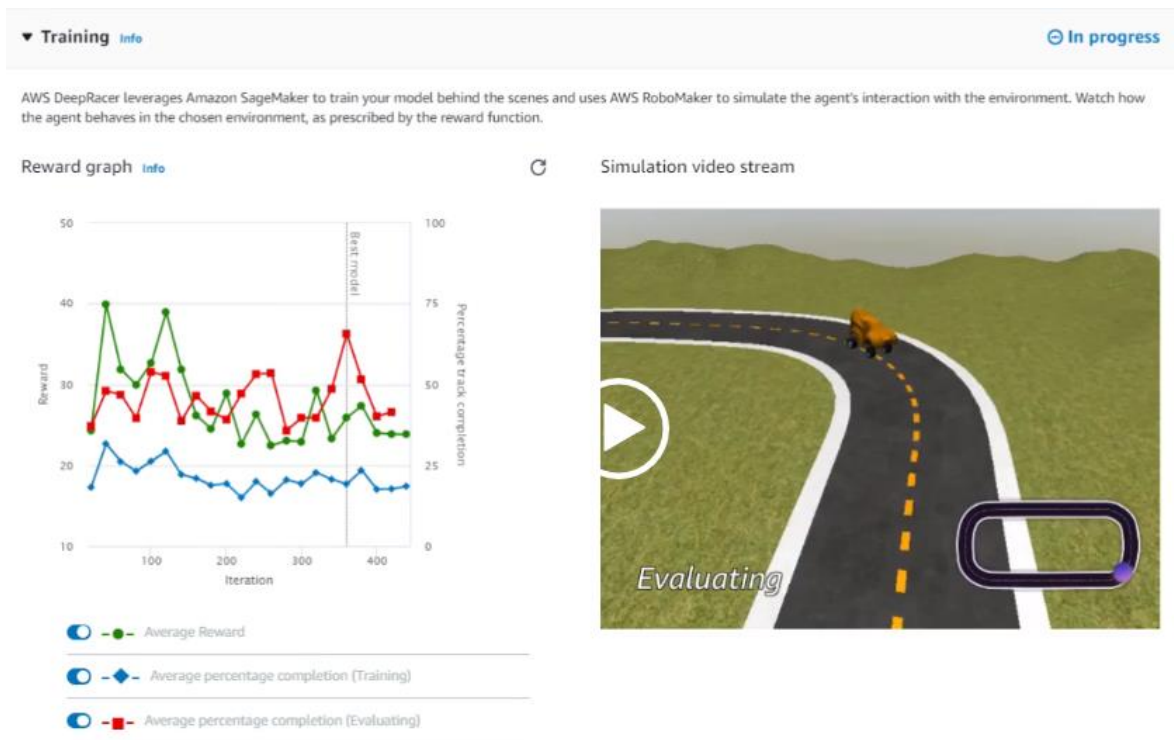 Training Info
In progress
AWS DeepRacer leverages Amazon SageMaker to train your model behind the scenes and uses AWS RoboMaker to simulate the agent's interaction with the environment. Watch how
the agent behaves in the chosen environment, as prescribed by the reward function.
Reward graph Info
50
40
30
20
10
Reward
100
75
50
25
0
Percentage track completion
Best model
100 200 300 400
Iteration
Average Reward
Average percentage completion (Training)
Average percentage completion (Evaluating)
Simulation video stream
Evaluating